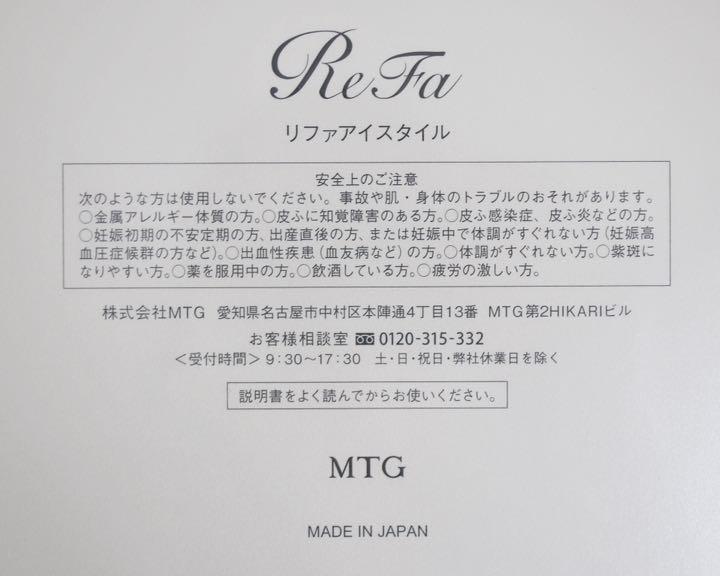 ReFa
リファアイスタイル
安全上のご注意
次のような方は使用しないでください。事故や肌・身体のトラブルのおそれがあります。
○金属アレルギー体質の方。○皮ふに知覚障害のある方。○皮ふ感染症、皮ふ炎などの方。
○妊娠初期の不安定期の方、出産直後の方、または妊娠中で体調がすぐれない方（妊娠高
血圧症候群の方など）。○出血性疾患（血友病など）の方。○体調がすぐれない方。○紫斑に
なりやすい方。○薬を服用中の方。○飲酒している方。○疲労の激しい方。
株式会社MTG 愛知県名古屋市中村区本陣通4丁目13番 MTG第2HIKARIビル
お客様相談室 0120-315-332
＜受付時間＞9:30～17:30 土・日・祝日・弊社休業日を除く
説明書をよく読んでからお使いください。
MTG
MADE IN JAPAN